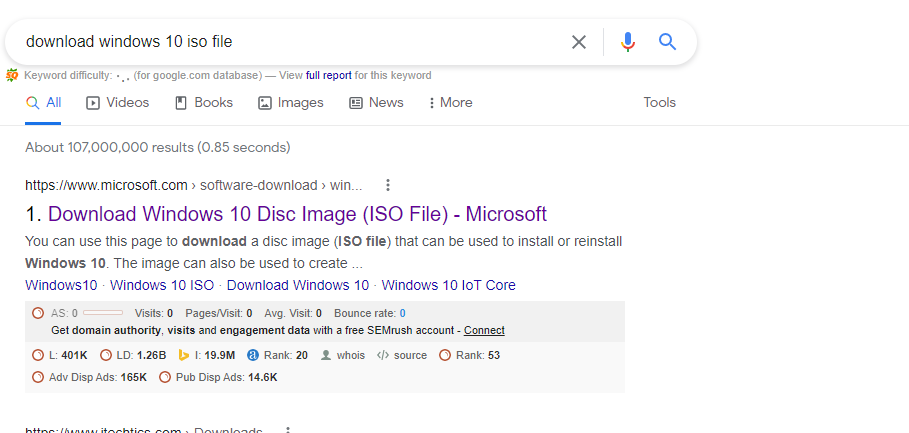 download windows 10 iso file
Keyword difficulty: (for google.com database) — View full report for this keyword
All Videos Books Images News More Tools
About 107,000,000 results (0.85 seconds)
https://www.microsoft.com › software-download › win...
1. Download Windows 10 Disc Image (ISO File) - Microsoft
You can use this page to download a disc image (ISO file) that can be used to install or reinstall
Windows 10. The image can also be used to create ...
Windows10 · Windows 10 ISO · Download Windows 10 · Windows 10 IoT Core
AS: 0 Visits: 0 Pages/Visit: 0 Avg. Visit: 0 Bounce rate: 0
Get domain authority, visits and engagement data with a free SEMrush account - Connect
L: 401K LD: 1.26B I: 19.9M Rank: 20 whois </> source Rank: 53
Adv Disp Ads: 165K Pub Disp Ads: 14.6K
https://www.itechtics.com › Downloads